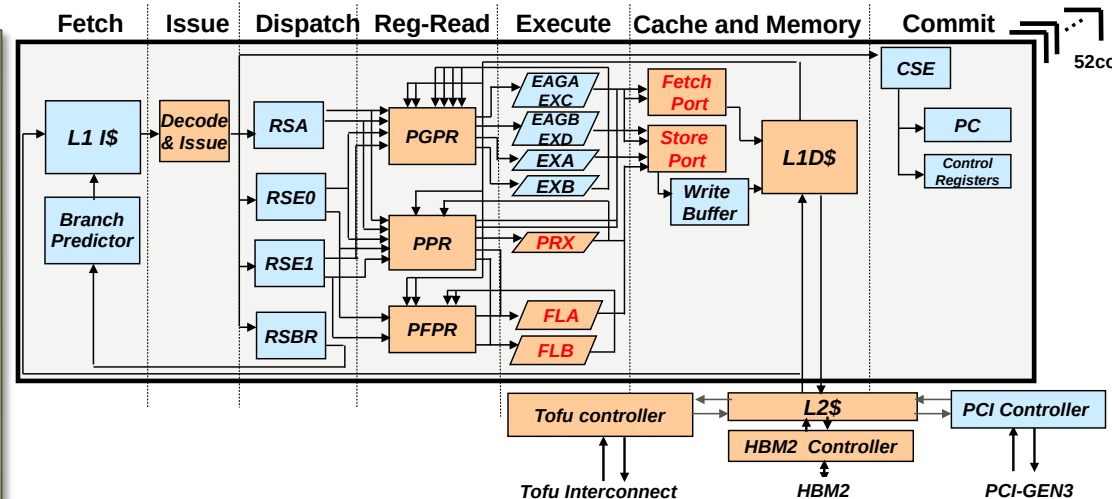 Fetch Issue Dispatch Reg-Read Execute Cache and Memory Commit
52co
CSE
PC
Control
Registers
L1 I$
Branch
Predictor
Decode
& Issue
RSA
RSE0
RSE1
RSBR
PGPR
PPR
PFPR
EAGA
EXC
EAGB
EXD
EXA
EXB
PRX
FLA
FLB
Fetch
Port
Store
Port
Write
Buffer
L1D$
Tofu controller
L2$
HBM2 Controller
PCI Controller
Tofu Interconnect
HBM2
PCI-GEN3